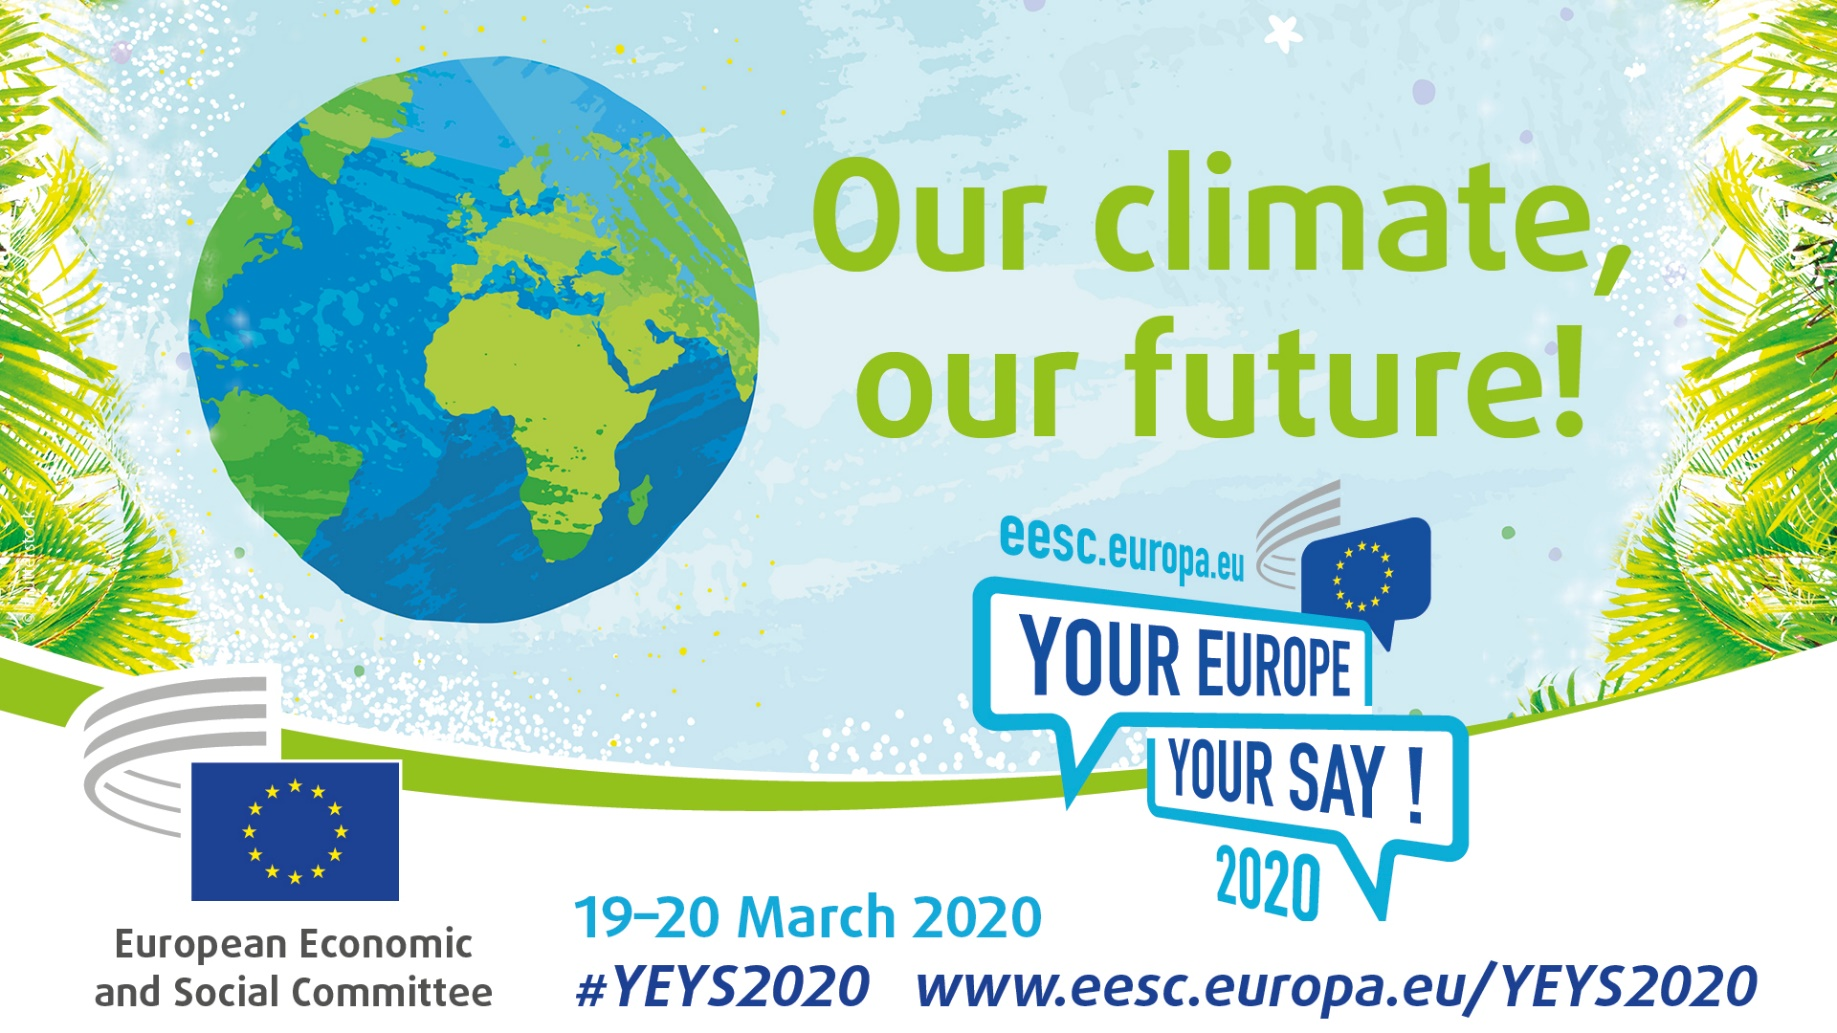 Our climate,
our future!
eesc.europa.eu
YOUR EUROPE
YOUR SAY !
2020
European Economic
and Social Committee
19-20 March 2020
#YEYS2020 www.eesc.europa.eu/YEYS2020
© Shutterstock